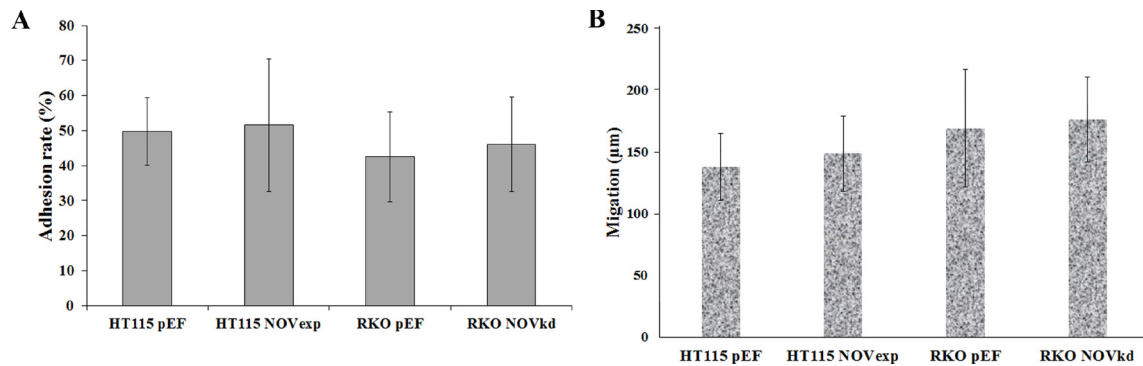 A
Adhesion rate (%)
80
70
60
50
40
30
20
10
0
HT115 pEF HT115 NOVexp RKO pEF RKO NOVkd
B
Migation (µm)
250
200
150
100
50
0
HT115 pEF HT115 NOVexp RKO pEF RKO NOVkd